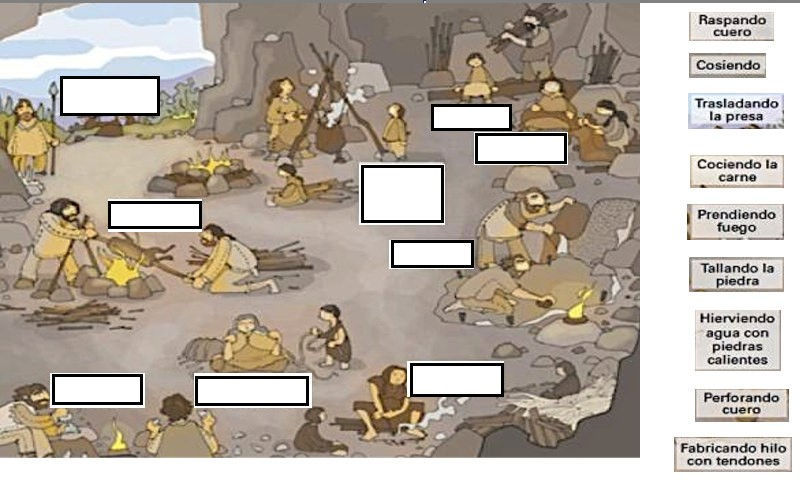 Raspando
cuero
Cosiendo
Trasladando
la presa
Cociendo la
carne
Prendiendo
fuego
Tallando la
piedra
Hierviendo
agua con
piedras
calientes
Perforando
cuero
Fabricando hilo
con tendones